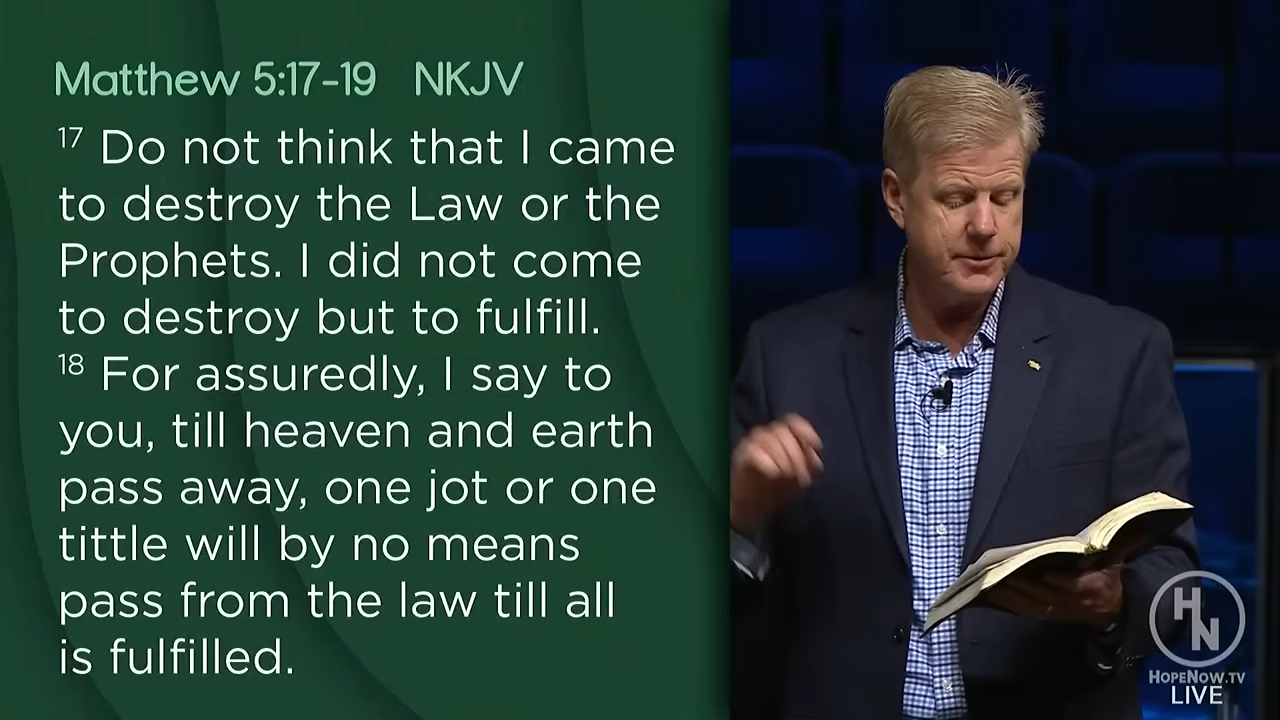 Matthew 5:17-19 NKJV
17 Do not think that I came
to destroy the Law or the
Prophets. I did not come
to destroy but to fulfill.
18 For assuredly, I say to
you, till heaven and earth
pass away, one jot or one
tittle will by no means
pass from the law till all
is fulfilled.
HN
HOPENOW.TV
LIVE